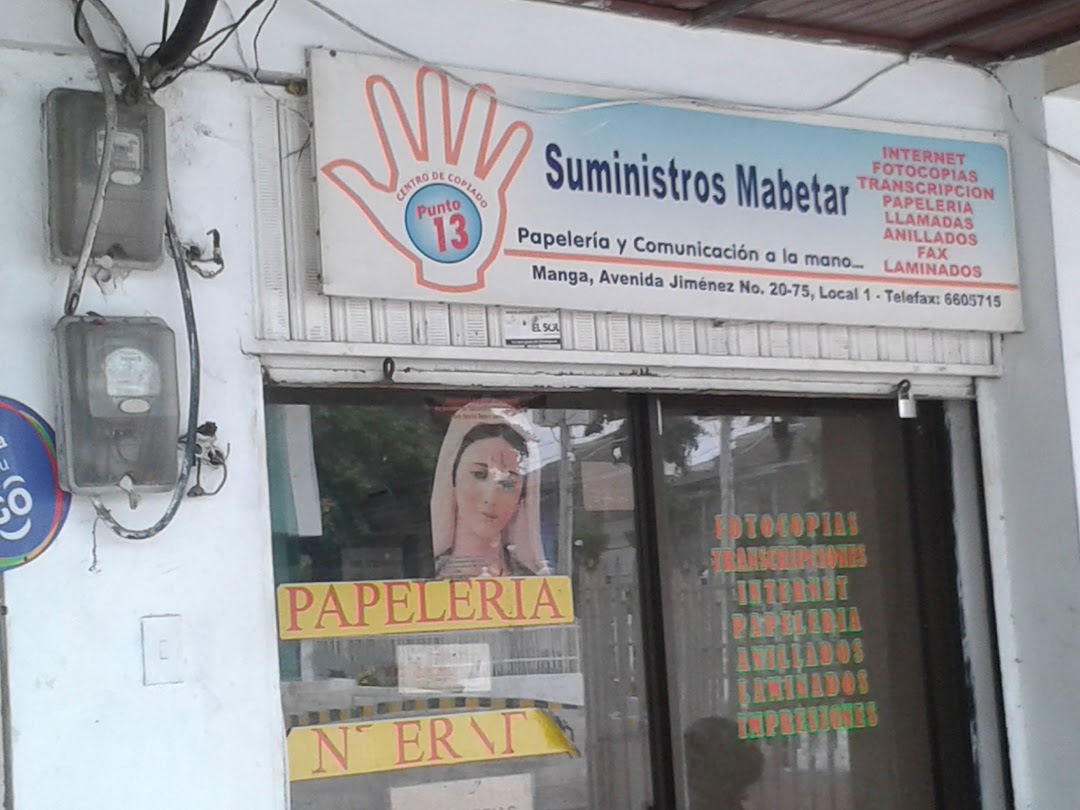 CENTRO DE COPIADO
Punto
13
Suministros Mabetar
Papelería y Comunicación a la mano...
Manga, Avenida Jiménez No. 20-75, Local 1 - Telefax: 6605715
INTERNET
FOTOCOPIAS
TRANSCRIPCION
PAPELERIA
LLAMADAS
ANILLADOS
FAX
LAMINADOS
EL SOL
GO
PAPELERIA
FOTOCOPIAS
TRANSCRIPCIONES
INTERNET
PAPELERIA
ANILLADOS
LAMINADOS
IMPRESIONES